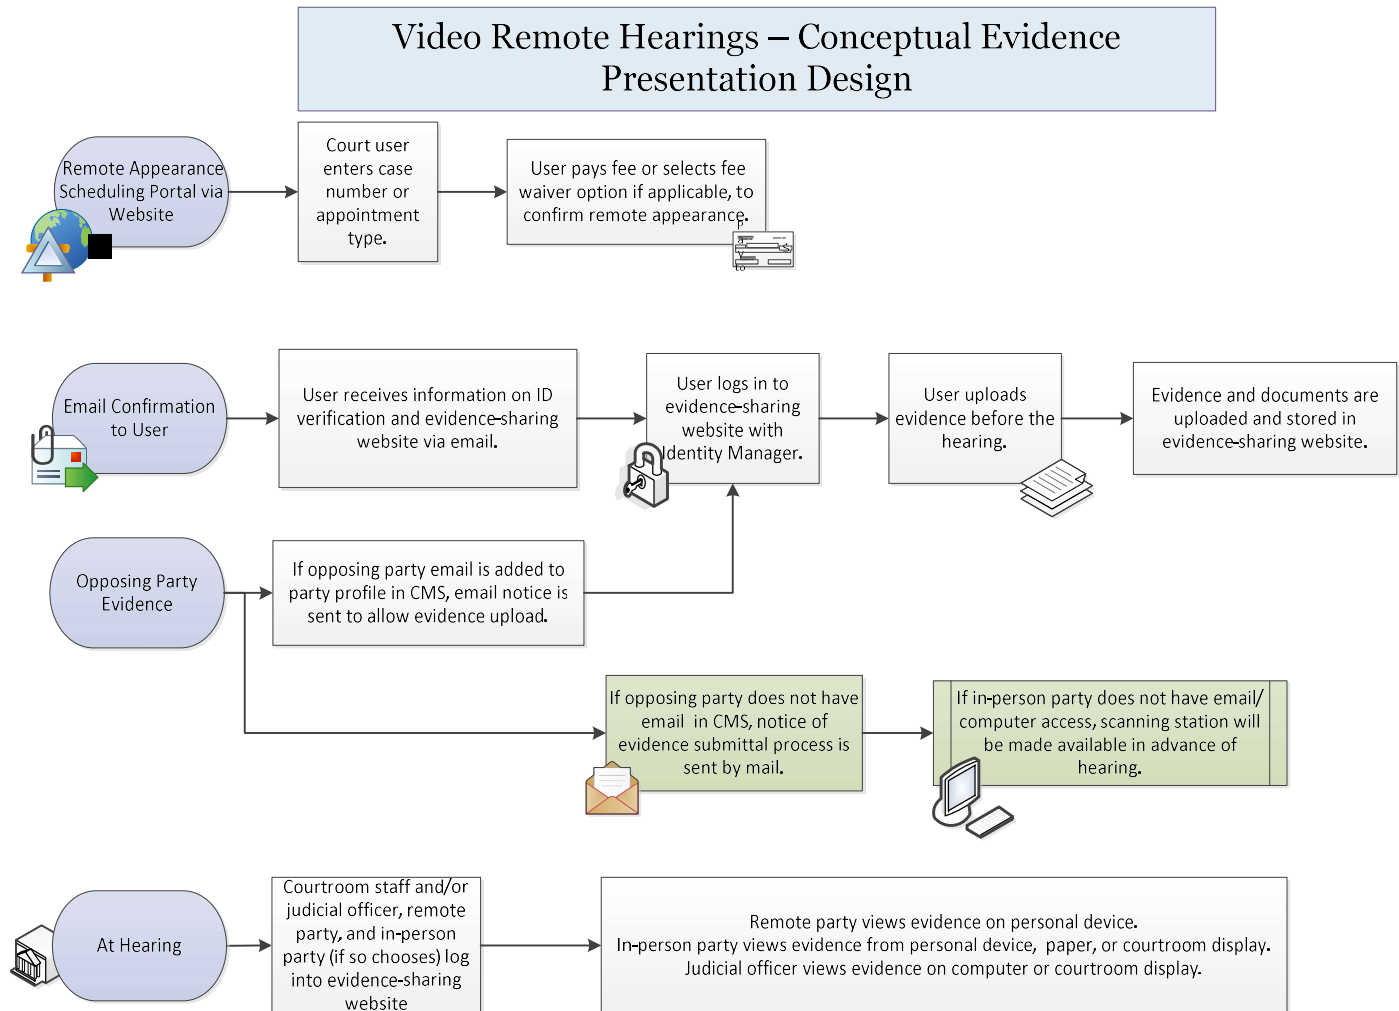 Video Remote Hearings – Conceptual Evidence
Presentation Design
Remote Appearance
Scheduling Portal via
Website
Court user
enters case
number or
appointment
type.
User pays fee or selects fee
waiver option if applicable, to
confirm remote appearance.
P
a
y
to
Email Confirmation
to User
User receives information on ID
verification and evidence-sharing
website via email.
User logs in to
evidence-sharing
website with
Identity Manager.
User uploads
evidence before the
hearing.
Evidence and documents are
uploaded and stored in
evidence-sharing website.
Opposing Party
Evidence
If opposing party email is added to
party profile in CMS, email notice is
sent to allow evidence upload.
If opposing party does not have
email in CMS, notice of
evidence submittal process is
sent by mail.
If in-person party does not have email/
computer access, scanning station will
be made available in advance of
hearing.
At Hearing
Courtroom staff and/or
judicial officer, remote
party, and in-person
party (if so chooses) log
into evidence-sharing
website
Remote party views evidence on personal device.
In-person party views evidence from personal device, paper, or courtroom display.
Judicial officer views evidence on computer or courtroom display.